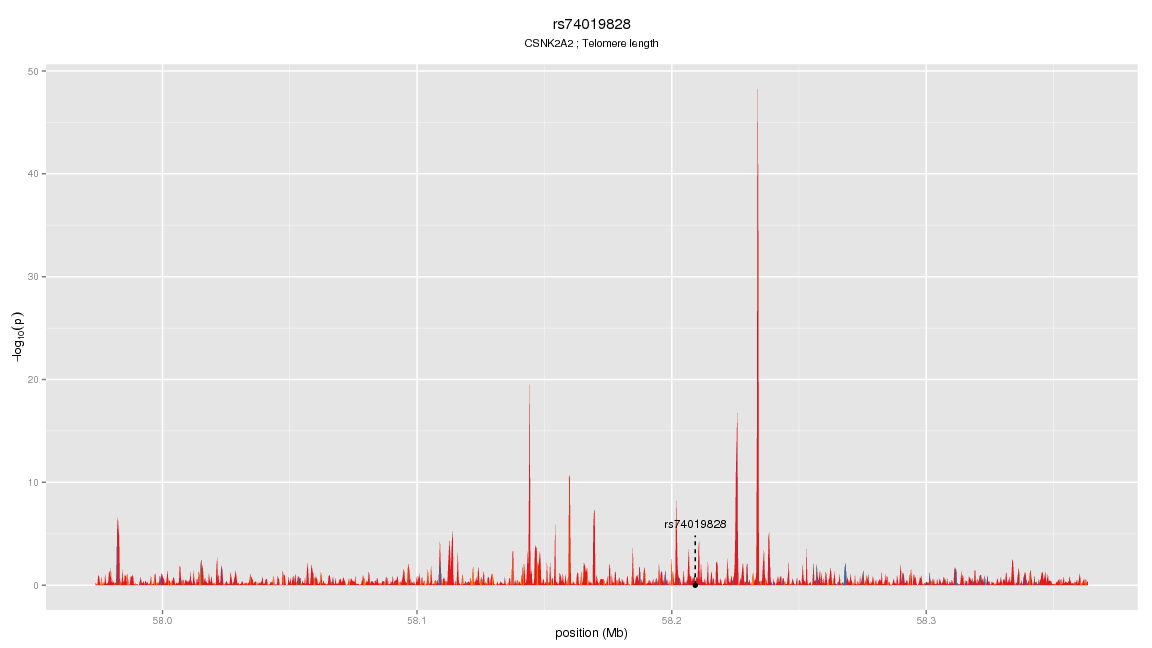 rs74019828
CSNK2A2 ; Telomere length
50
40
30
20
10
0
−log10(p)
rs74019828
58.0 58.1 58.2 58.3
position (Mb)